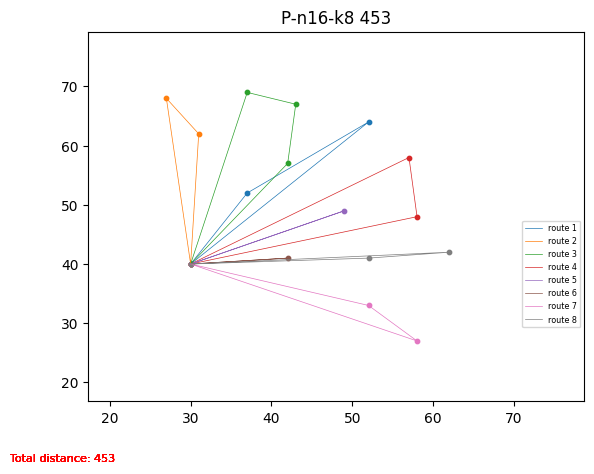 P-n16-k8 453
70
60
50
40
30
20
20 30 40 50 60 70
route 1
route 2
route 3
route 4
route 5
route 6
route 7
route 8
Total distance: 453